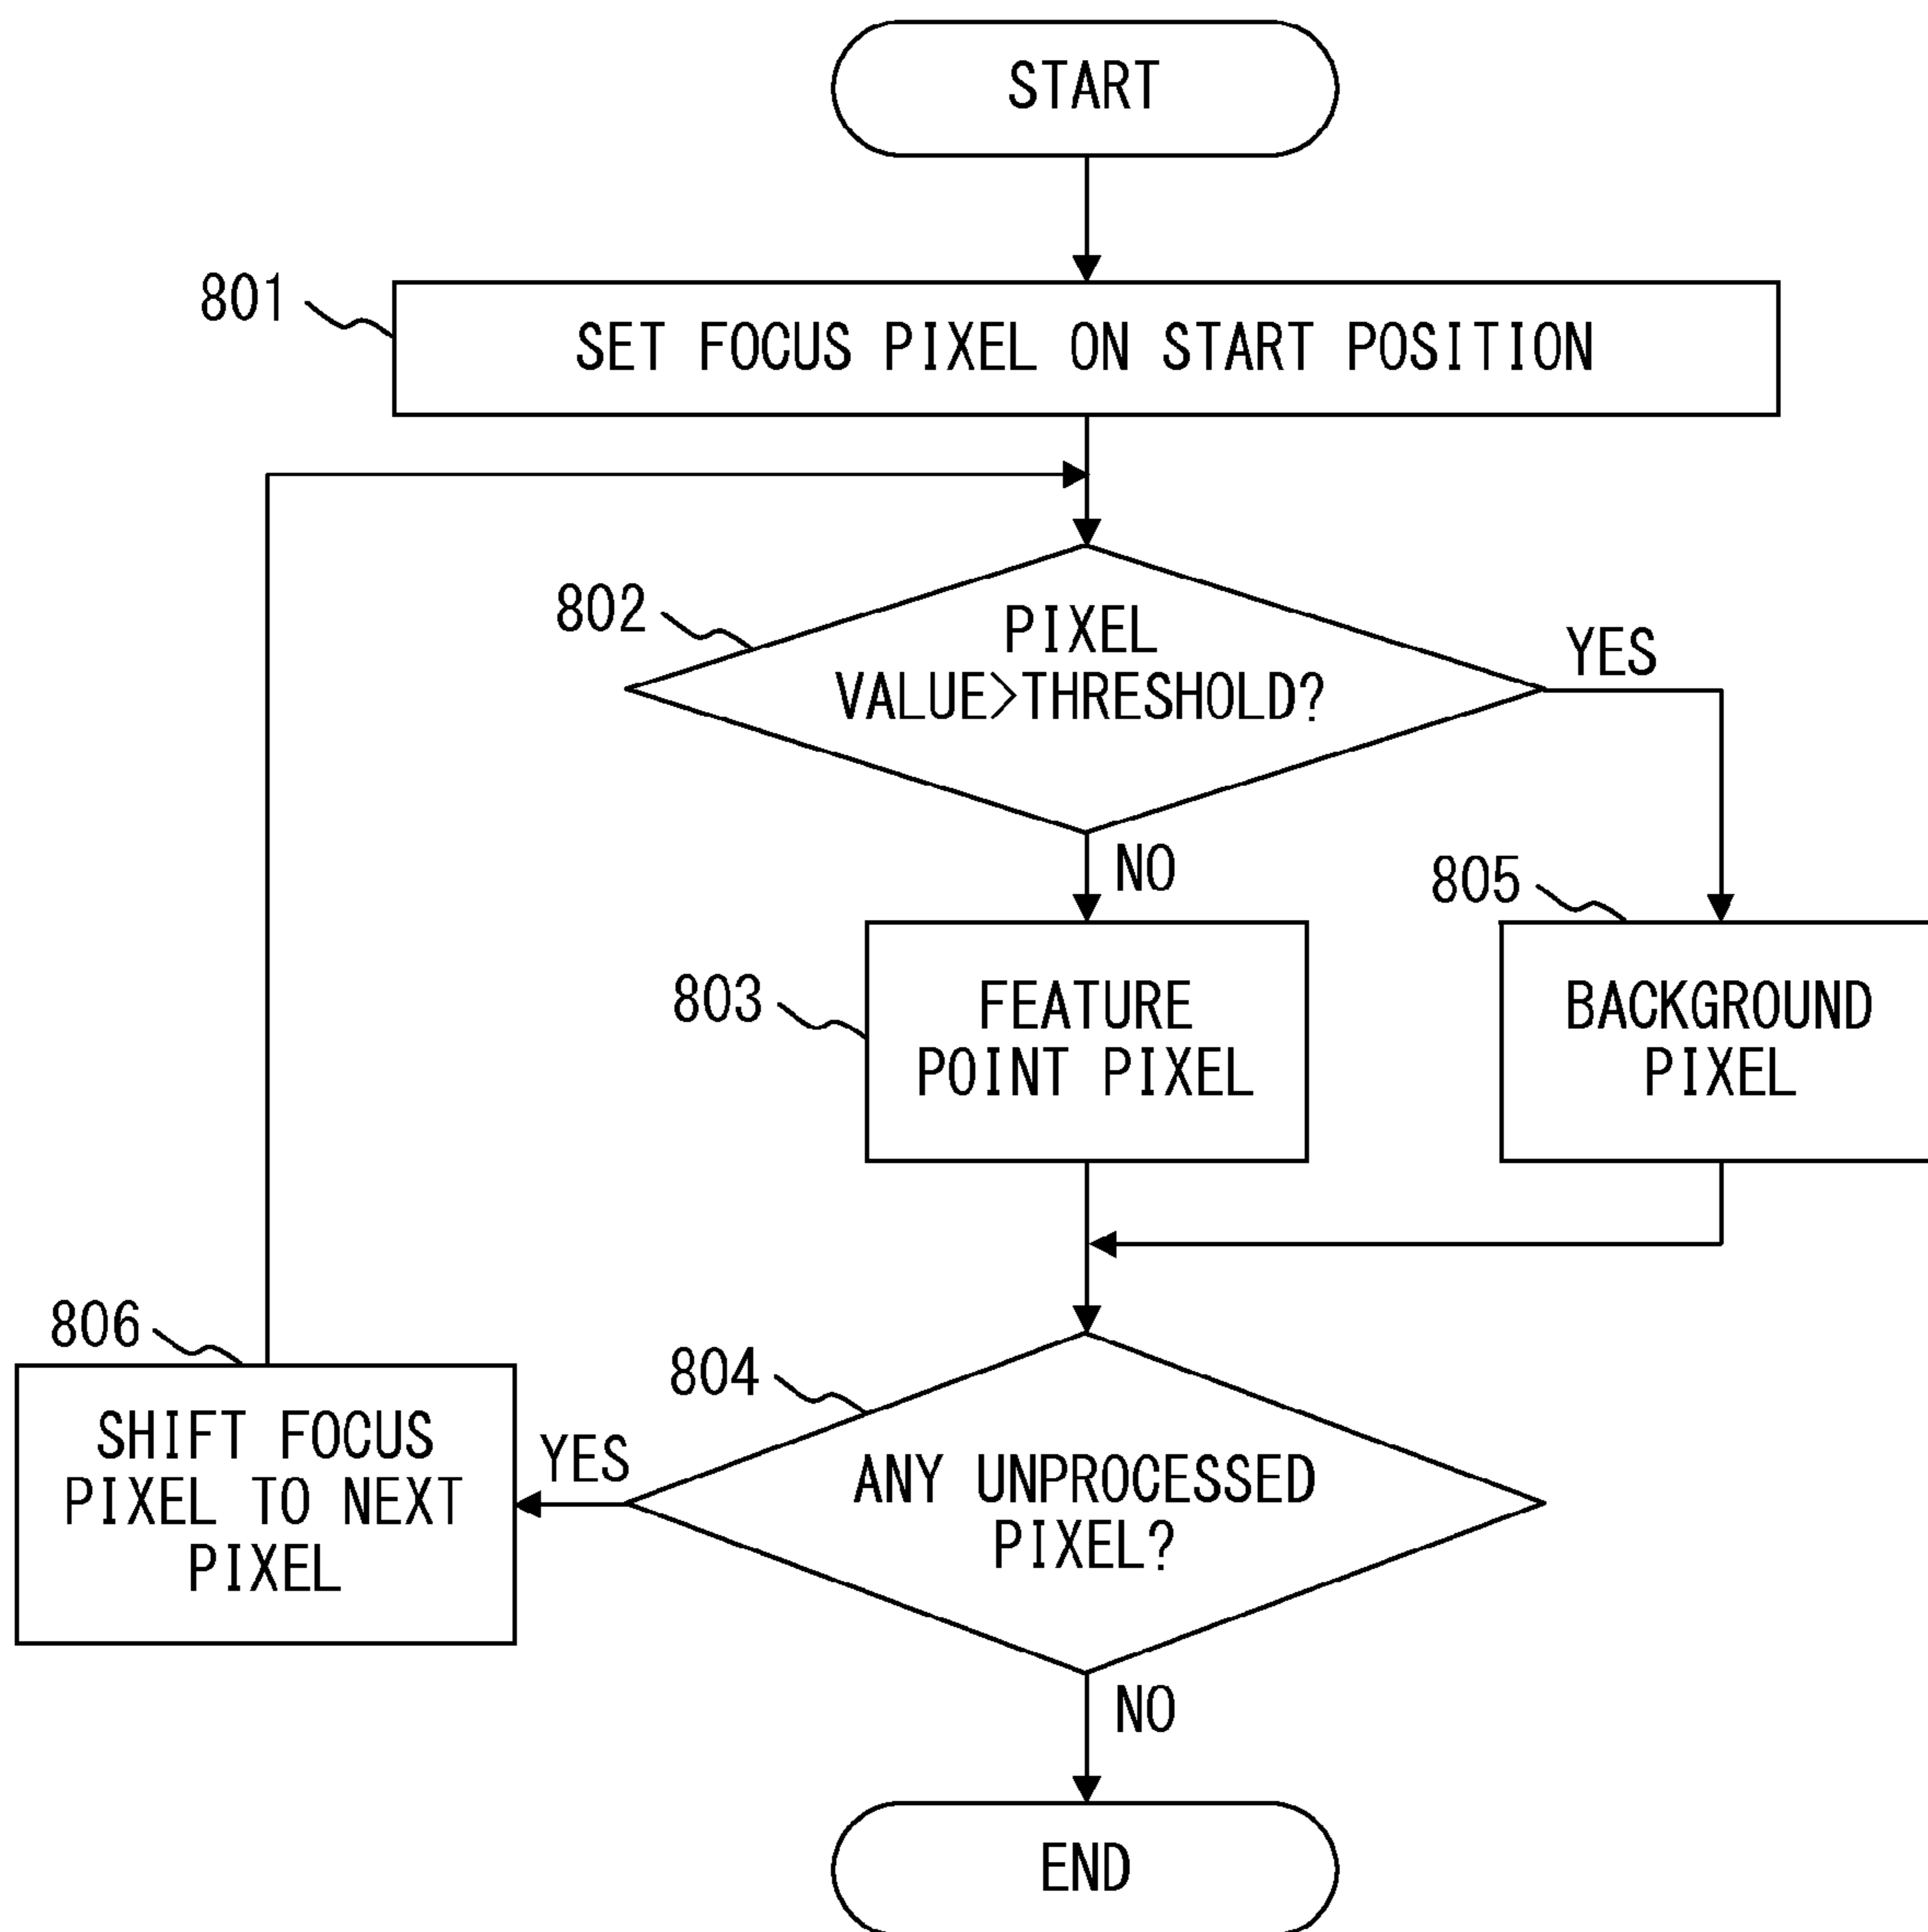 START
801
SET FOCUS PIXEL ON START POSITION
802
PIXEL
VALUE>THRESHOLD?
YES
NO
803
FEATURE
POINT PIXEL
805
BACKGROUND
PIXEL
806
SHIFT FOCUS
PIXEL TO NEXT
PIXEL
YES
804
ANY UNPROCESSED
PIXEL?
NO
END